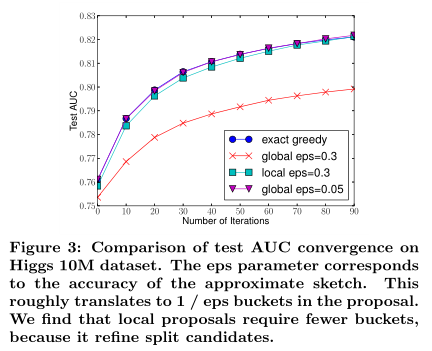 0.83
0.82
0.81
0.80
0.79
0.78
0.77
0.76
0.75
Test AUC
exact greedy
global eps=0.3
local eps=0.3
global eps=0.05
0 10 20 30 40 50 60 70 80 90
Number of Iterations
Figure 3: Comparison of test AUC convergence on
Higgs 10M dataset. The eps parameter corresponds
to the accuracy of the approximate sketch. This
roughly translates to 1 / eps buckets in the proposal.
We find that local proposals require fewer buckets,
because it refine split candidates.